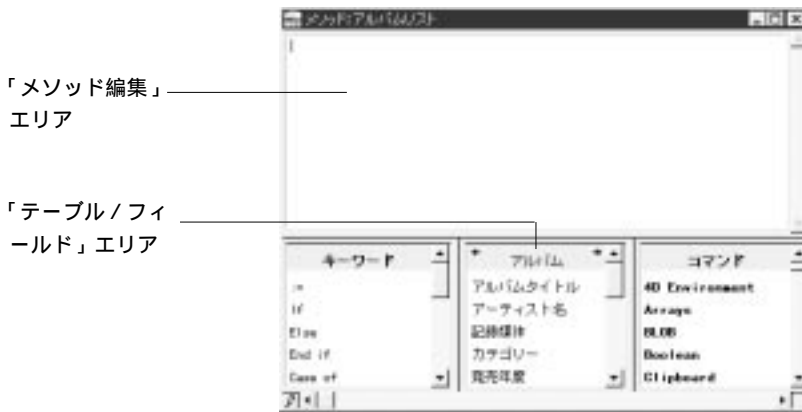 メソッド:アルバムリスト
「メソッド編集」
エリア
「テーブル / フィ
ールド」エリア
キーワード
:=
If
Else
End if
Case of
* アルバム *
アルバムタイトル
アーティスト名
記録媒体
カテゴリー
発売年度
コマンド
4D Environment
Arrays
BLOB
Boolean
Clipboard